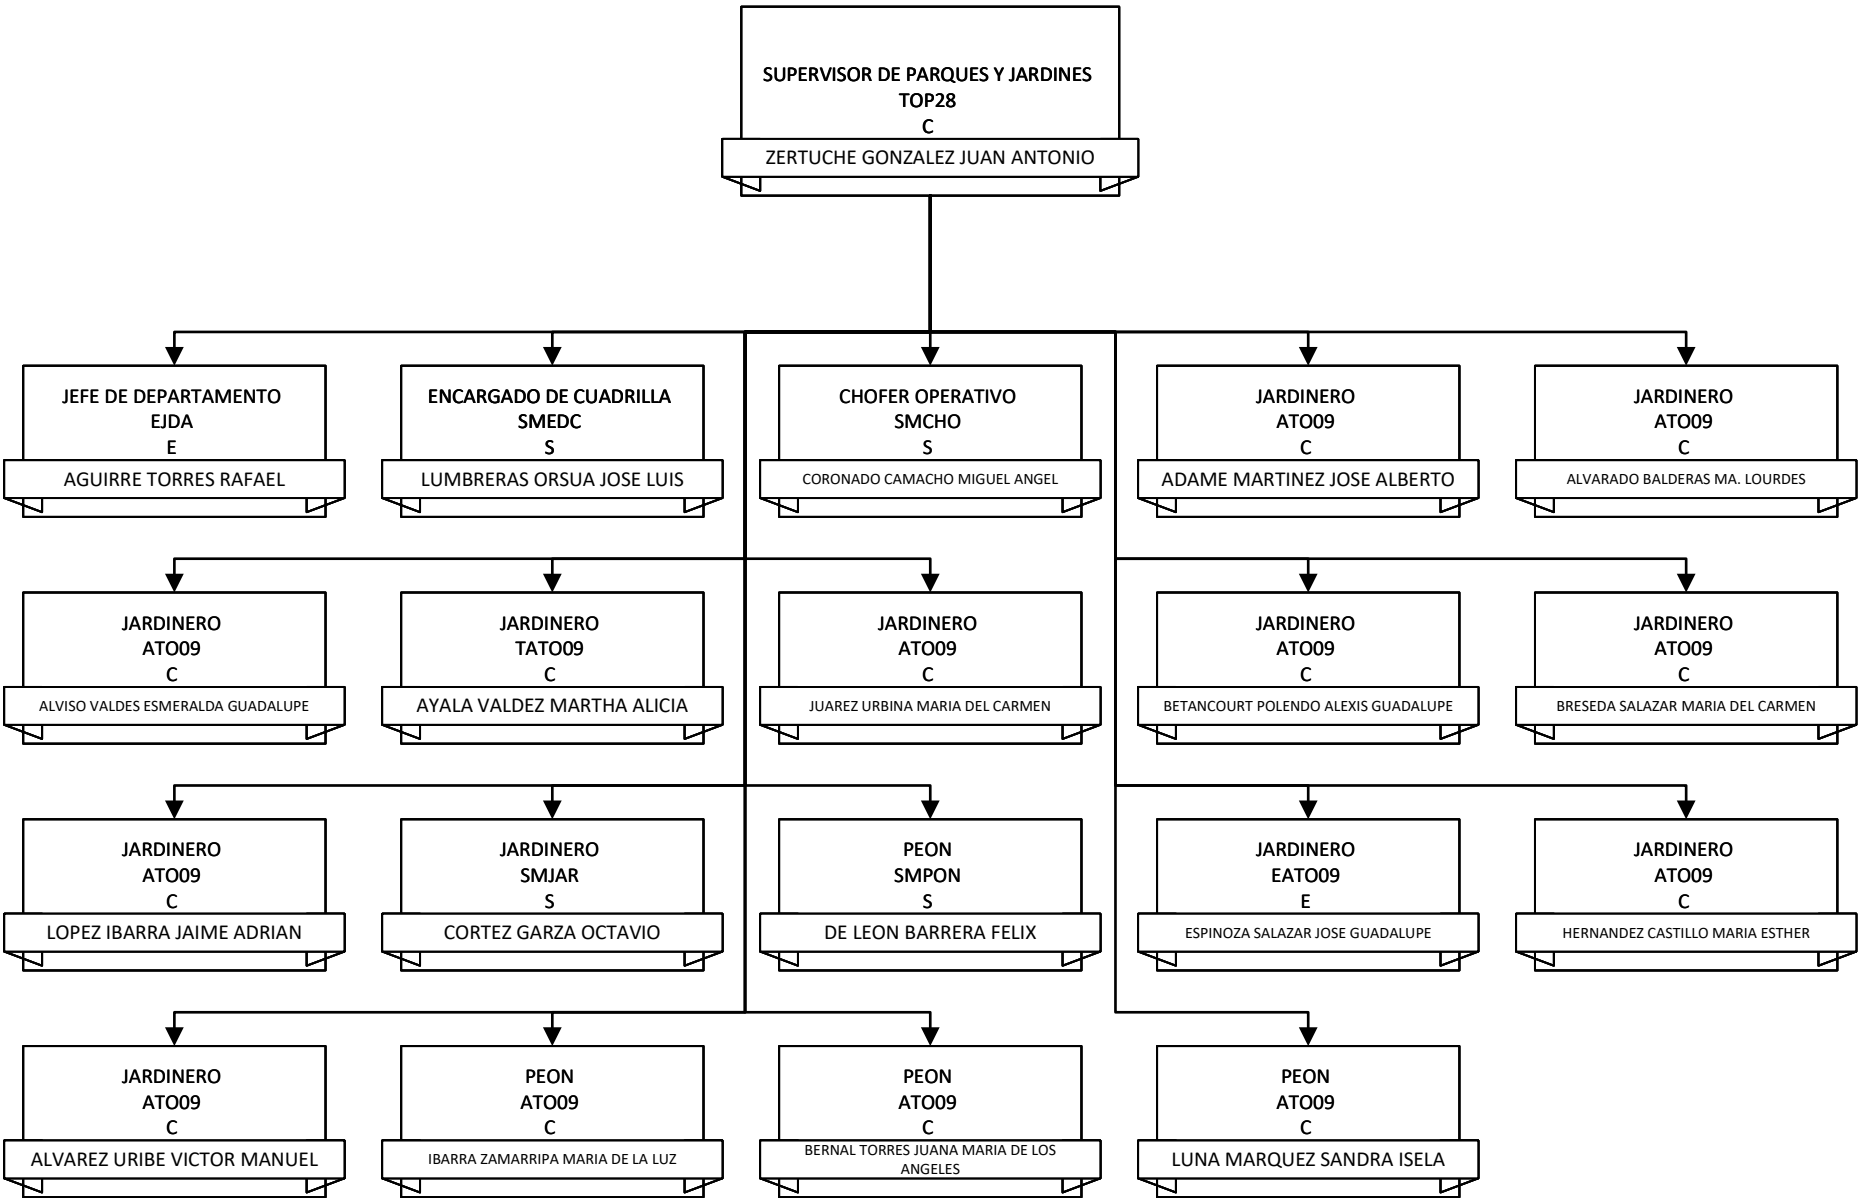 SUPERVISOR DE PARQUES Y JARDINES
TOP28
C
ZERTUCHE GONZALEZ JUAN ANTONIO
JEFE DE DEPARTAMENTO
EJDA
E
AGUIRRE TORRES RAFAEL
ENCARGADO DE CUADRILLA
SMEDC
S
LUMBRERAS ORSUA JOSE LUIS
CHOFER OPERATIVO
SMCHO
S
CORONADO CAMACHO MIGUEL ANGEL
JARDINERO
ATO09
C
ADAME MARTINEZ JOSE ALBERTO
JARDINERO
ATO09
C
ALVARADO BALDERAS MA. LOURDES
JARDINERO
ATO09
C
ALVISO VALDES ESMERALDA GUADALUPE
JARDINERO
TATO09
C
AYALA VALDEZ MARTHA ALICIA
JARDINERO
ATO09
C
JUAREZ URBINA MARIA DEL CARMEN
JARDINERO
ATO09
C
BETANCOURT POLENDO ALEXIS GUADALUPE
JARDINERO
ATO09
C
BRESEDA SALAZAR MARIA DEL CARMEN
JARDINERO
ATO09
C
LOPEZ IBARRA JAIME ADRIAN
JARDINERO
SMJAR
S
CORTEZ GARZA OCTAVIO
PEON
SMPON
S
DE LEON BARRERA FELIX
JARDINERO
EATO09
E
ESPINOZA SALAZAR JOSE GUADALUPE
JARDINERO
ATO09
C
HERNANDEZ CASTILLO MARIA ESTHER
JARDINERO
ATO09
C
ALVAREZ URIBE VICTOR MANUEL
PEON
ATO09
C
IBARRA ZAMARRIPA MARIA DE LA LUZ
PEON
ATO09
C
BERNAL TORRES JUANA MARIA DE LOS
ANGELES
PEON
ATO09
C
LUNA MARQUEZ SANDRA ISELA